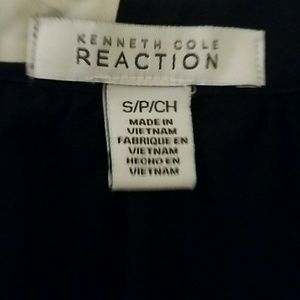 KENNETH COLE
REACTION
S/P/CH
MADE IN
VIETNAM
FABRIQUE EN
VIETNAM
HECHO EN
VIETNAM